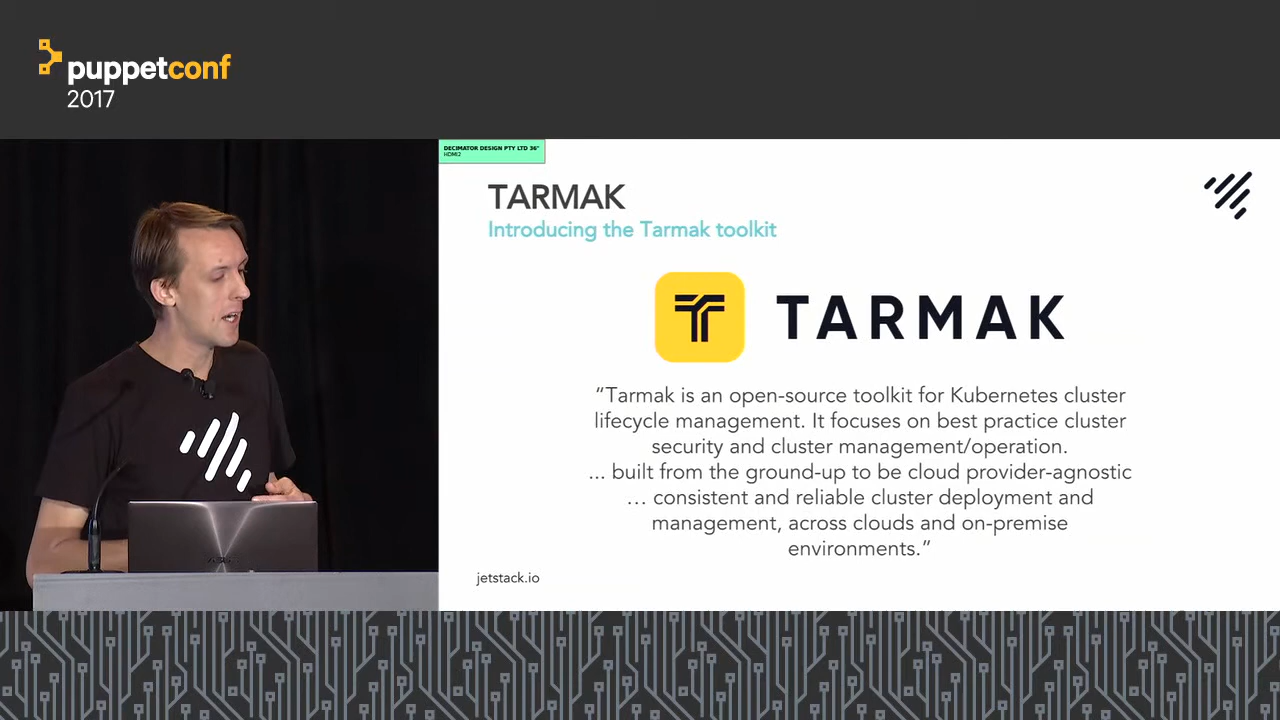 puppetconf
2017
DECIMATOR DESIGN PTY LTD 36"
HDMI2
TARMAK
Introducing the Tarmak toolkit
TARMAK
“Tarmak is an open-source toolkit for Kubernetes cluster
lifecycle management. It focuses on best practice cluster
security and cluster management/operation.
... built from the ground-up to be cloud provider-agnostic
… consistent and reliable cluster deployment and
management, across clouds and on-premise
environments.”
jetstack.io